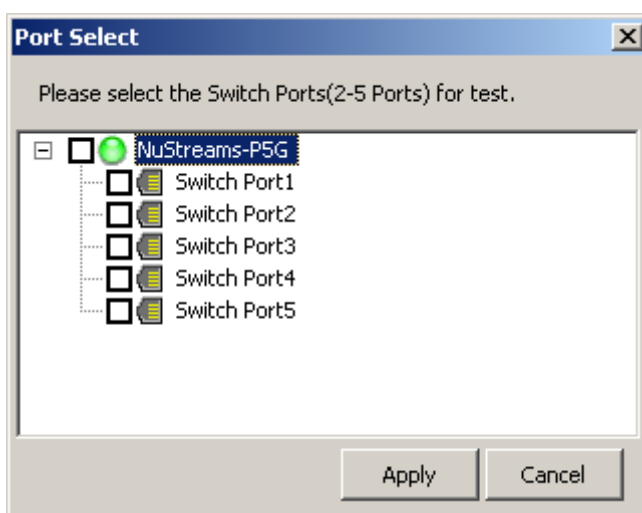 Port Select
Please select the Switch Ports(2-5 Ports) for test.
NuStreams-P5G
Switch Port1
Switch Port2
Switch Port3
Switch Port4
Switch Port5
Apply Cancel